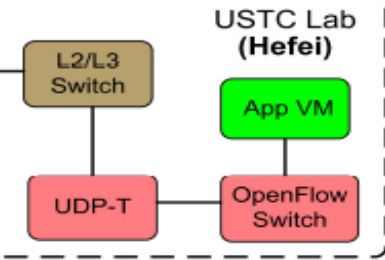 USTC Lab
(Hefei)
L2/L3
Switch
App VM
UDP-T
OpenFlow
Switch